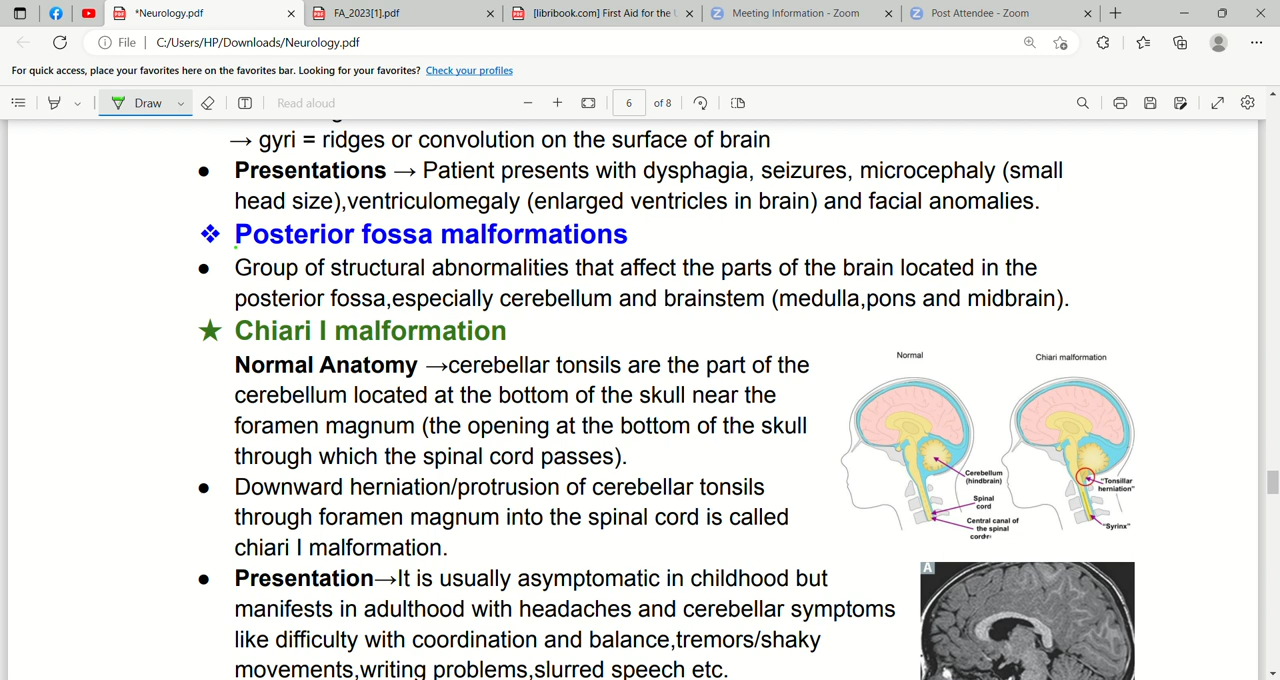 *Neurology.pdf
FA_2023[1].pdf
[libribook.com] First Aid for the
Meeting Information - Zoom
Post Attendee - Zoom
File
C:/Users/HP/Downloads/Neurology.pdf
For quick access, place your favorites here on the favorites bar. Looking for your favorites? Check your profiles
Draw
Read aloud
6 of 8
→ gyri = ridges or convolution on the surface of brain
● Presentations → Patient presents with dysphagia, seizures, microcephaly (small
head size),ventriculomegaly (enlarged ventricles in brain) and facial anomalies.
❖ Posterior fossa malformations
● Group of structural abnormalities that affect the parts of the brain located in the
posterior fossa,especially cerebellum and brainstem (medulla,pons and midbrain).
★ Chiari I malformation
Normal Anatomy →cerebellar tonsils are the part of the
cerebellum located at the bottom of the skull near the
foramen magnum (the opening at the bottom of the skull
through which the spinal cord passes).
● Downward herniation/protrusion of cerebellar tonsils
through foramen magnum into the spinal cord is called
chiari I malformation.
● Presentation→It is usually asymptomatic in childhood but
manifests in adulthood with headaches and cerebellar symptoms
like difficulty with coordination and balance,tremors/shaky
movements,writing problems,slurred speech etc.
Normal
Chiari malformation
Cerebellum
(hindbrain)
Spinal
cord
Central canal of
the spinal
cord
"Tonsillar
herniation"
"Syrinx"
A